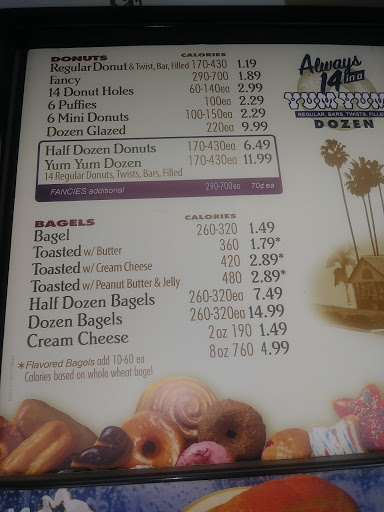 DONUTS CALORIES
Regular Donut & Twist, Bar, Filled 170-430 1.19
Fancy 290-700 1.89
14 Donut Holes 60-140ea 2.99
6 Puffies 100ea 2.29
6 Mini Donuts 100-150ea 2.29
Dozen Glazed 220ea 9.99
Half Dozen Donuts 170-430ea 6.49
Yum Yum Dozen 170-430ea 11.99
14 Regular Donuts, Twists, Bars, Filled
FANCIES additional 290-700ea 70¢ea
Always
14 in a
YUM YUM
REGULAR, BARS, TWISTS, FILLED
DOZEN
BAGELS CALORIES
Bagel 260-320 1.49
Toasted w/ Butter 360 1.79*
Toasted w/ Cream Cheese 420 2.89*
Toasted w/ Peanut Butter & Jelly 480 2.89*
Half Dozen Bagels 260-320ea 7.49
Dozen Bagels 260-320ea 14.99
Cream Cheese 2oz 190 1.49
8oz 760 4.99
*Flavored Bagels add 10-60 ea
Calories based on whole wheat bagel